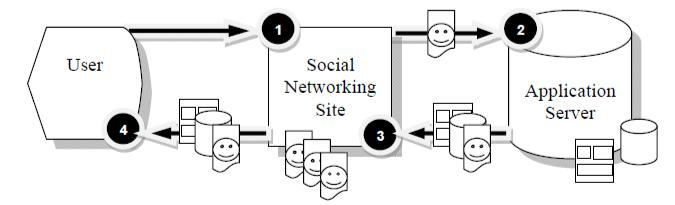 1
2
User
Social
Networking
Site
Application
Server
4
3